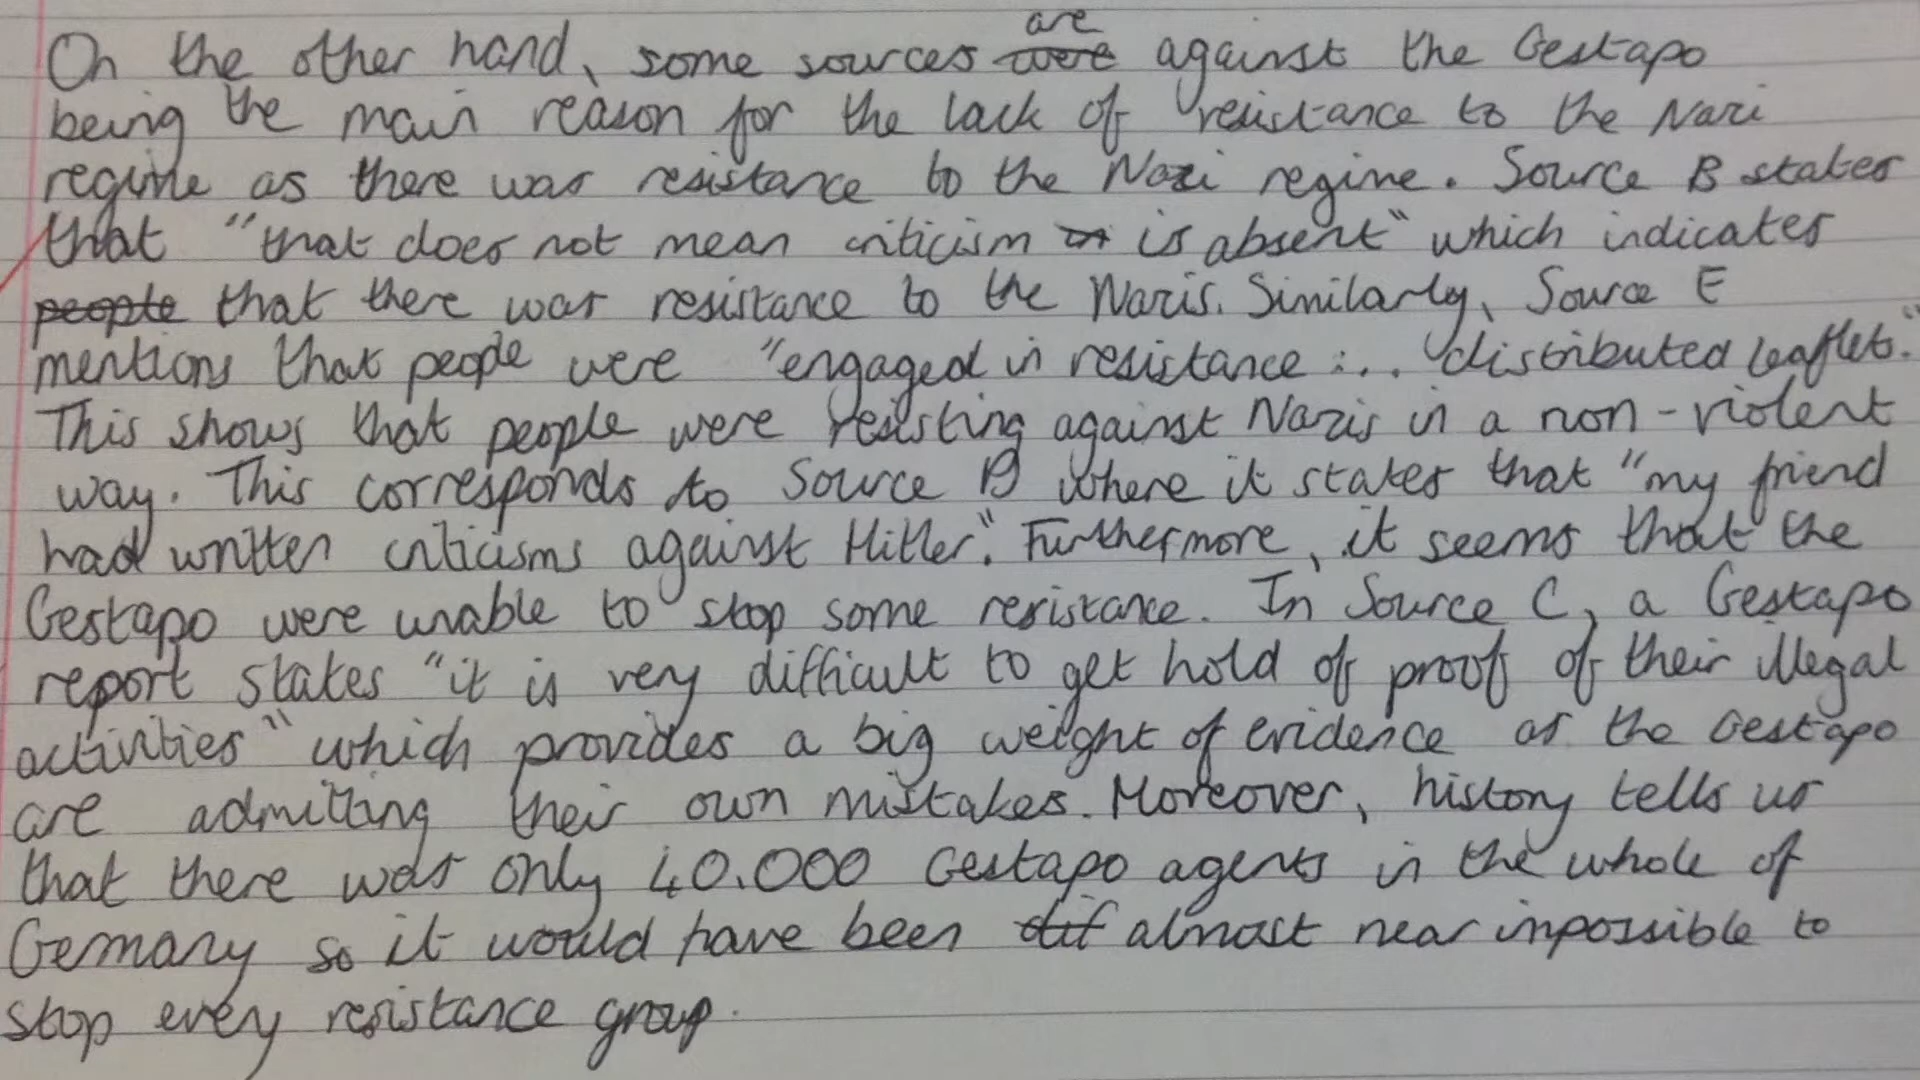 On the other hand, some sources are against the Gestapo
being the main reason for the lack of resistance to the Nazi
regime as there was resistance to the Nazi regime. Source B states
that "that does not mean criticism is absent" which indicates
that there was resistance to the Nazis. Similarly, Source E
mentions that people were "engaged in resistance :... distributed leaflets."
This shows that people were resisting against Nazis in a non-violent
way. This corresponds to Source B where it states that "my friend
had written criticisms against Hitler". Furthermore, it seems that the
Gestapo were unable to stop some resistance. In Source C, a Gestapo
report states "it is very difficult to get hold of proof of their illegal
activities" which provides a big weight of evidence as the Gestapo
are admitting their own mistakes. Moreover, history tells us
that there was only 40.000 Gestapo agents in the whole of
Gemany so it would have been almost near impossible to
stop every resistance group.